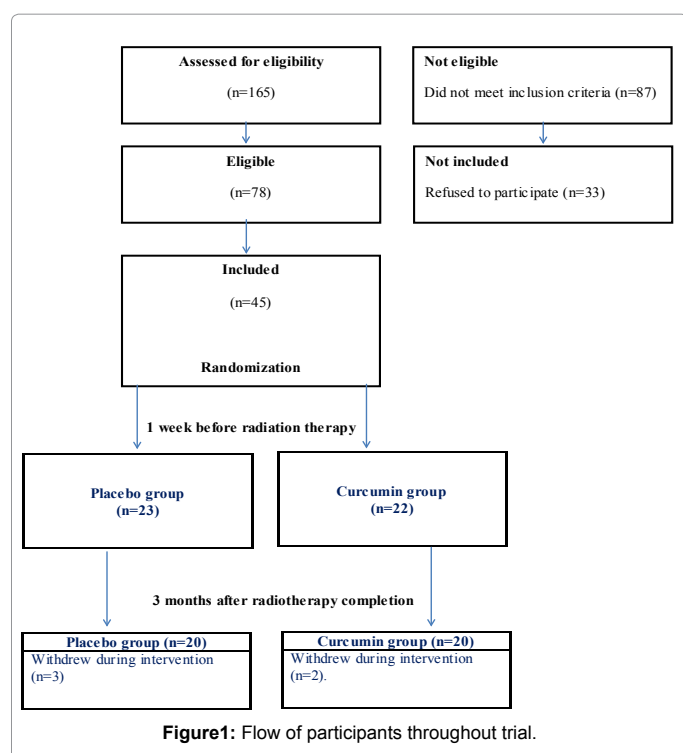 Assessed for eligibility
(n=165)
Not eligible
Did not meet inclusion criteria (n=87)
Eligible
(n=78)
Not included
Refused to participate (n=33)
Included
(n=45)
Randomization
1 week before radiation therapy
Placebo group
(n=23)
Curcumin group
(n=22)
3 months after radiotherapy completion
Placebo group (n=20)
Withdrew during intervention
(n=3)
Curcumin group (n=20)
Withdrew during intervention
(n=2).
Figure1: Flow of participants throughout trial.